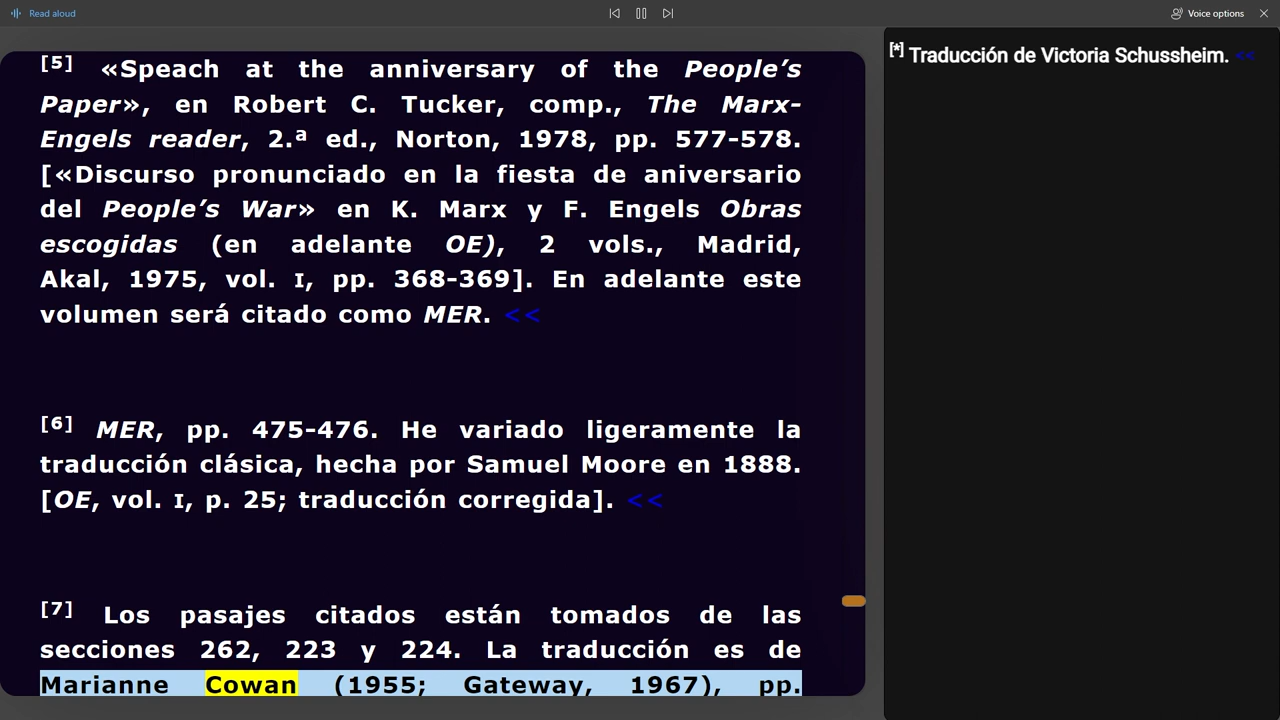 Read aloud
Voice options
[5] «Speach at the anniversary of the People’s
Paper», en Robert C. Tucker, comp., The Marx-
Engels reader, 2.ª ed., Norton, 1978, pp. 577-578.
[«Discurso pronunciado en la fiesta de aniversario
del People’s War» en K. Marx y F. Engels Obras
escogidas (en adelante OE), 2 vols., Madrid,
Akal, 1975, vol. I, pp. 368-369]. En adelante este
volumen será citado como MER. <<
[6] MER, pp. 475-476. He variado ligeramente la
traducción clásica, hecha por Samuel Moore en 1888.
[OE, vol. I, p. 25; traducción corregida]. <<
[7] Los pasajes citados están tomados de las
secciones 262, 223 y 224. La traducción es de
Marianne Cowan (1955; Gateway, 1967), pp.
[*] Traducción de Victoria Schussheim. <<